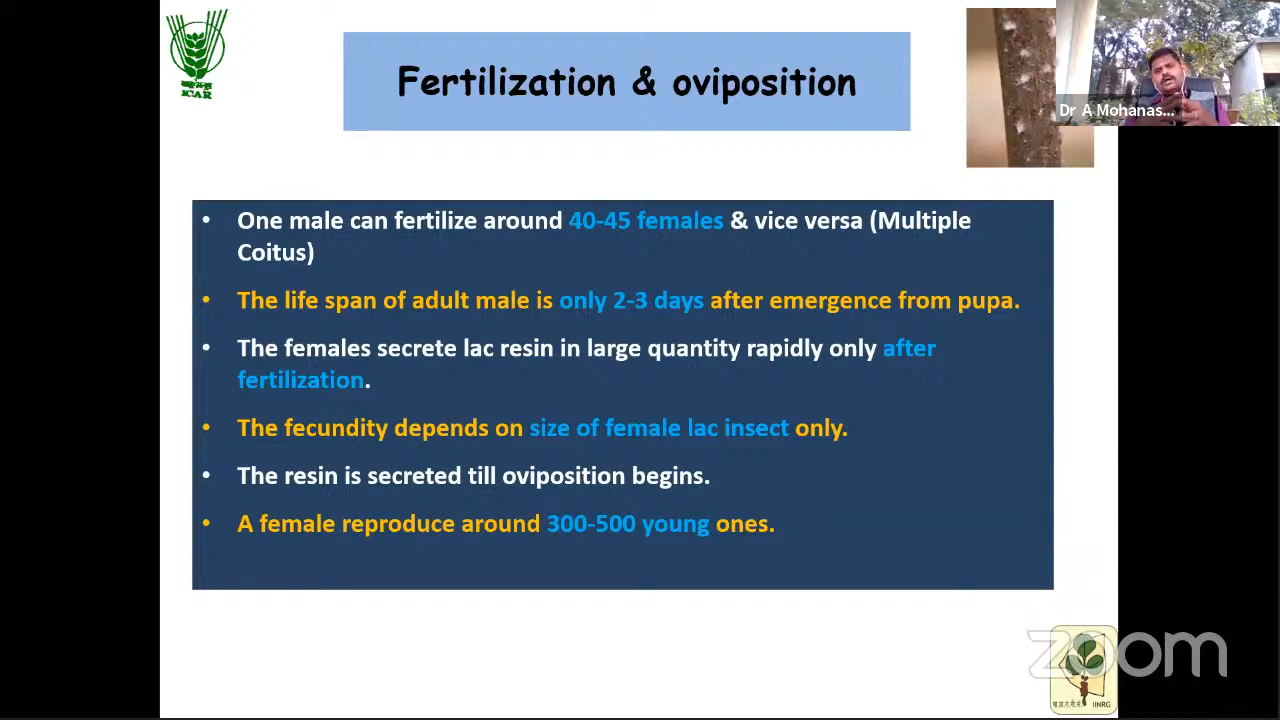 ICAR
Fertilization & oviposition
Dr A Mohanas...
• One male can fertilize around 40-45 females & vice versa (Multiple
Coitus)
• The life span of adult male is only 2-3 days after emergence from pupa.
• The females secrete lac resin in large quantity rapidly only after
fertilization.
• The fecundity depends on size of female lac insect only.
• The resin is secreted till oviposition begins.
• A female reproduce around 300-500 young ones.
zoom
IINRG